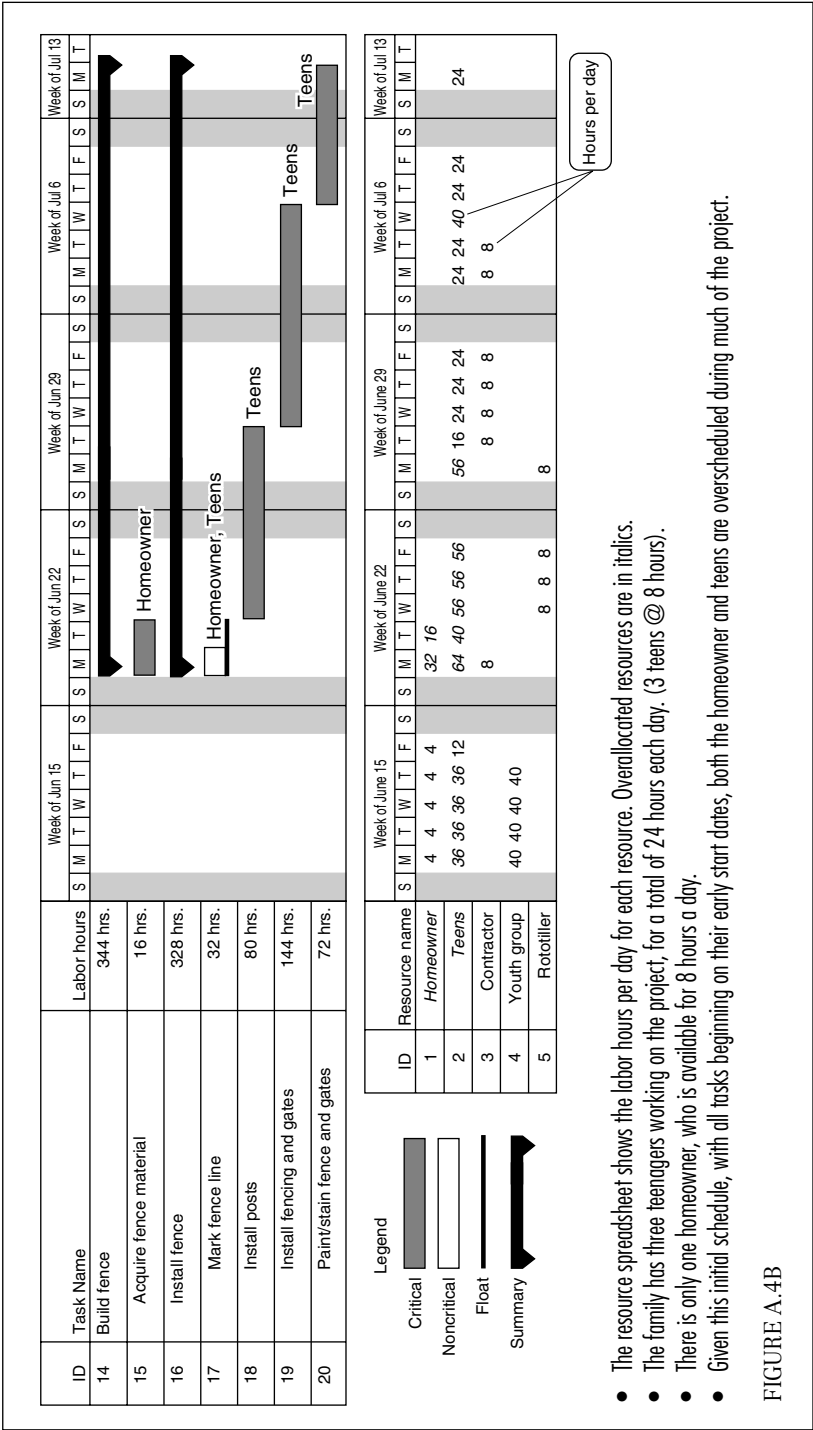 ID Task Name Labor hours
Week of Jun 15 Week of Jun 22 Week of Jun 29 Week of Jul 6 Week of Jul 13
S M T W T F S S M T W T F S S M T W T F S S M T W T F S S M T
14 Build fence 344 hrs.
15 Acquire fence material 16 hrs. Homeowner
16 Install fence 328 hrs.
17 Mark fence line 32 hrs. Homeowner, Teens
18 Install posts 80 hrs. Teens
19 Install fencing and gates 144 hrs. Teens
20 Paint/stain fence and gates 72 hrs. Teens
Legend
Critical
Noncritical
Float
Summary
Week of June 15 Week of June 22 Week of June 29 Week of Jul 6 Week of Jul 13
ID Resource name S M T W T F S S M T W T F S S M T W T F S S M T W T F S S M T
1 Homeowner 4 4 4 4 4 32 16
2 Teens 36 36 36 36 12 64 40 56 56 56 56 16 24 24 24 24 24 40 24 24 24
3 Contractor 8 8 8 8 8 8 8
4 Youth group 40 40 40 40
5 Rototiller 8 8 8 8
Hours per day
• The resource spreadsheet shows the labor hours per day for each resource. Overallocated resources are in italics.
• The family has three teenagers working on the project, for a total of 24 hours each day. (3 teens @ 8 hours).
• There is only one homeowner, who is available for 8 hours a day.
• Given this initial schedule, with all tasks beginning on their early start dates, both the homeowner and teens are overscheduled during much of the project.
FIGURE A.4B